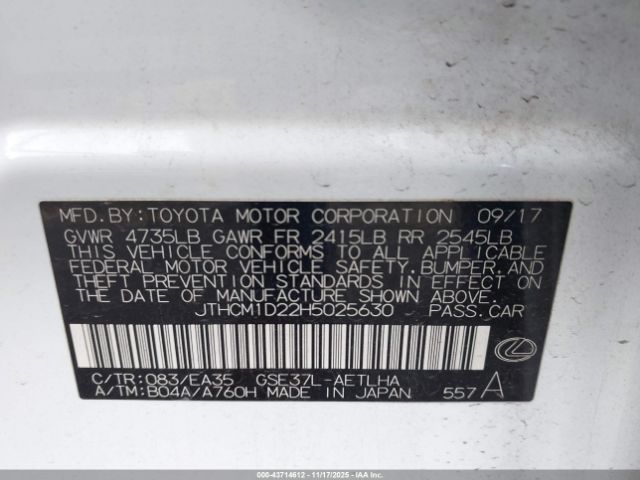 MFD.BY:TOYOTA MOTOR CORPORATION 09/17
GVWR 4735LB GAWR FR 2415LB RR 2545LB
THIS VEHICLE CONFORMS TO ALL APPLICABLE
FEDERAL MOTOR VEHICLE SAFETY,BUMPER,AND
THEFT PREVENTION STANDARDS IN EFFECT ON
THE DATE OF MANUFACTURE SHOWN ABOVE.
JTHCM1D22H5025630 PASS.CAR
C/TR:083/EA35 GSE37L-AETLHA
A/TM:B04A/A760H MADE IN JAPAN 557A
000-43714612 - 11/17/2025 - IAAI.com